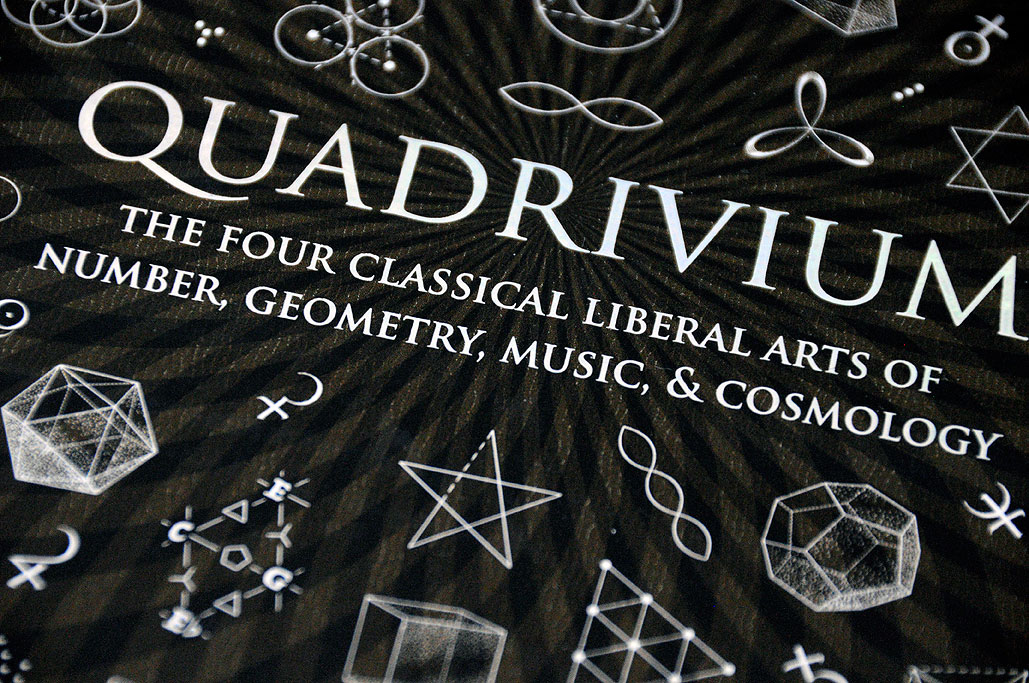 QUADRIVIUM
THE FOUR CLASSICAL LIBERAL ARTS OF
NUMBER, GEOMETRY, MUSIC, & COSMOLOGY
E
C
G